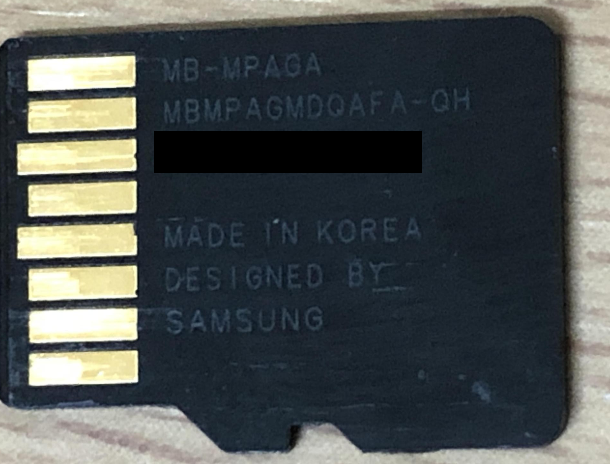 MB-MPAGA
MBMPAGMDQAFA-QH
MADE IN KOREA
DESIGNED BY
SAMSUNG